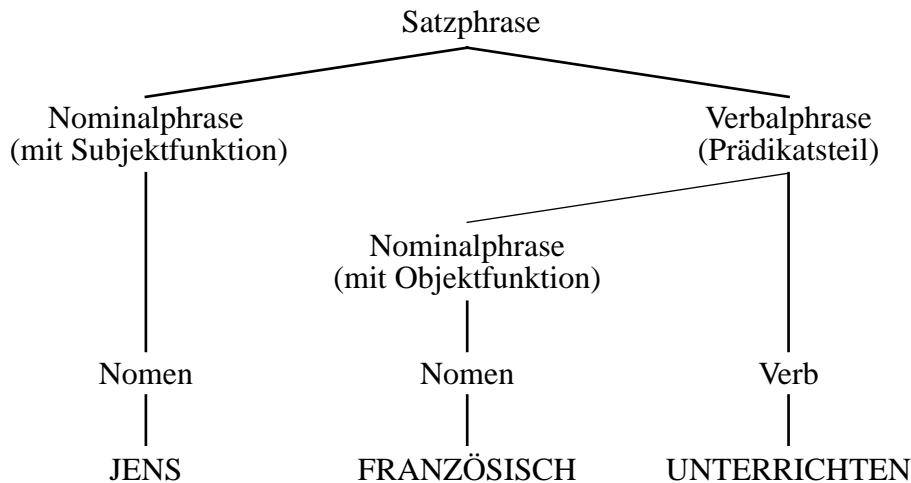 Satzphrase
Nominalphrase
(mit Subjektfunktion)
Verbalphrase
(Prädikatsteil)
Nominalphrase
(mit Objektfunktion)
Nomen
Nomen
Verb
JENS
FRANZÖSISCH
UNTERRICHTEN